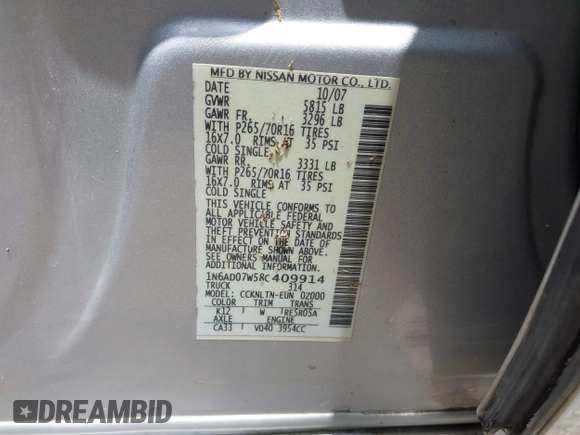 MFD BY NISSAN MOTOR CO., LTD.
DATE 10/07
GVWR 5815 LB
GAWR FR. 3296 LB
WITH P265/70R16 TIRES
16X7.0 RIMS AT 35 PSI
COLD SINGLE
GAWR RR 3331 LB
WITH P265/70R16 TIRES
16X7.0 RIMS AT 35 PSI
COLD SINGLE
THIS VEHICLE CONFORMS TO
ALL APPLICABLE FEDERAL
MOTOR VEHICLE SAFETY AND
THEFT PREVENTION STANDARDS
IN EFFECT ON THE DATE OF
MANUFACTURE SHOWN ABOVE.
SEE OWNERS MANUAL FOR
ADDITIONAL INFORMATION.
1N6AD07W58C409914
TRUCK 314
MODEL: CCKNLTN-EUN 02000
COLOR TRIM TRANS
K12 W RE5R05A
AXLE ENGINE
CA33 VQ40 3954CC
DREAMBID